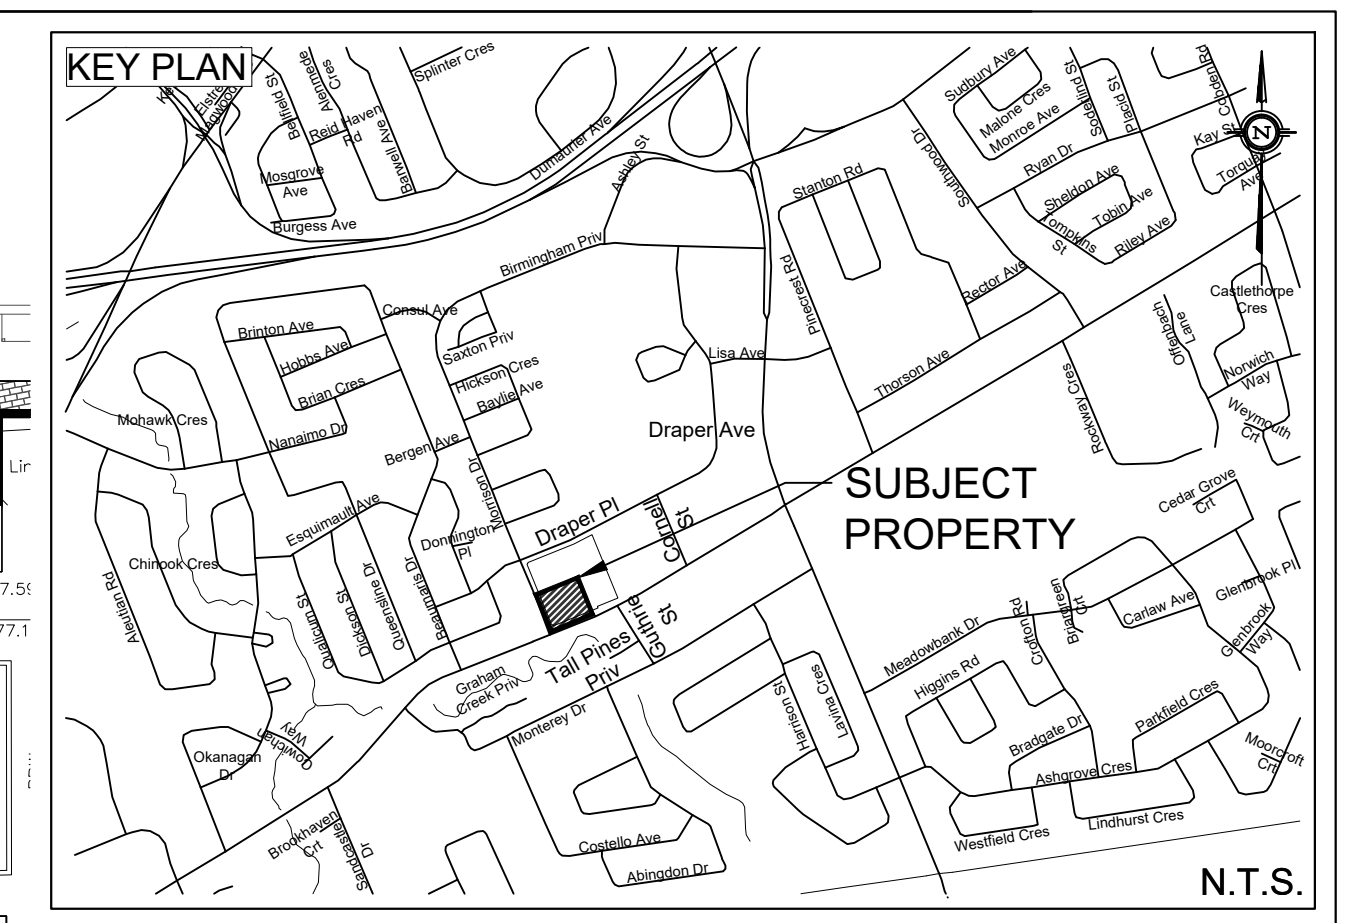 KEY PLAN
Bellfield St
Alenmede
Cres
Splinter Cres
Reid Haven
Rd
Barwell Ave
Mosgrove
Ave
Burgess Ave
Dumaurier Ave
Ashley St
Birmingham Priv
Stanton Rd
Southwood Dr
Sudbury Ave
Malone Cres
Monroe Ave
Soderlind St
Placid St
Cobden Rd
Kay St
Torquay
Ave
Ryan Dr
Sheldon Ave
Tobin Ave
Tompkins
St
Riley Ave
N
Rector Ave
Pinecrest Rd
Castlethorpe
Cres
Offenbach
Lane
Norwich
Way
Weymouth
Crt
Consul Ave
Brinton Ave
Hobbs Ave
Brian Cres
Nanaimo Dr
Mohawk Cres
Saxton Priv
Hickson Cres
Baylie Ave
Bergen Ave
Morrison Dr
Lisa Ave
Thorson Ave
Draper Ave
Rockway Cres
SUBJECT
PROPERTY
Cedar Grove
Crt
Esquimault Ave
Donnington
Pl
Draper Pl
Cornell
St
Chinook Cres
Aleutian Rd
Qualicum St
Dickson St
Queensline Dr
Beaumaris Dr
Guthrie
St
Tall Pines
Priv
Graham
Creek Priv
Monterey Dr
Meadowbank Dr
Crofton Rd
Briargreen
Crt
Carlaw Ave
Glenbrook Pl
Glenbrook
Way
Higgins Rd
Harrison St
Lavina Cres
Bradgate Dr
Parkfield Cres
Ashgrove Cres
Moorcroft
Crt
Okanagan
Dr
Cowichan
Way
Brookhaven
Crt
Sandcastle
Dr
Costello Ave
Abingdon Dr
Westfield Cres
Lindhurst Cres
N.T.S.